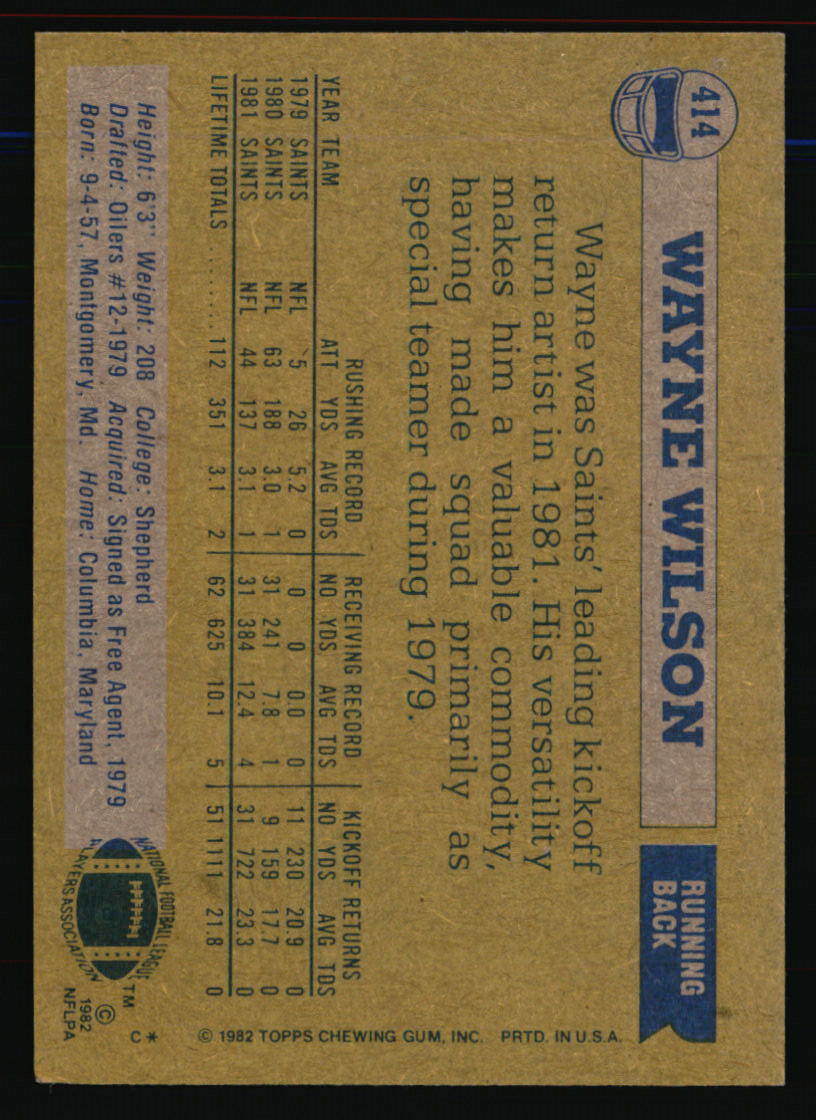 414
WAYNE WILSON
RUNNING
BACK
Wayne was Saints' leading kickoff
return artist in 1981. His versatility
makes him a valuable commodity,
having made squad primarily as
special teamer during 1979.
RUSHING RECORD RECEIVING RECORD KICKOFF RETURNS
YEAR TEAM ATT YDS AVG TDS NO YDS AVG TDS NO YDS AVG TDS
1979 SAINTS NFL 5 26 5.2 0 0 0 0.0 0 11 230 20.9 0
1980 SAINTS NFL 63 188 3.0 1 31 241 7.8 1 9 159 17.7 0
1981 SAINTS NFL 44 137 3.1 1 31 384 12.4 4 31 722 23.3 0
LIFETIME TOTALS ......... 112 351 3.1 2 62 625 10.1 5 51 1111 21.8 0
Height: 6'3" Weight: 208 College: Shepherd
Drafted: Oilers #12-1979 Acquired: Signed as Free Agent, 1979
Born: 9-4-57, Montgomery, Md. Home: Columbia, Maryland
NATIONAL FOOTBALL LEAGUE
PLAYERS ASSOCIATION
TM
©
1982
NFLPA
C*
© 1982 TOPPS CHEWING GUM, INC. PRTD. IN U.S.A.